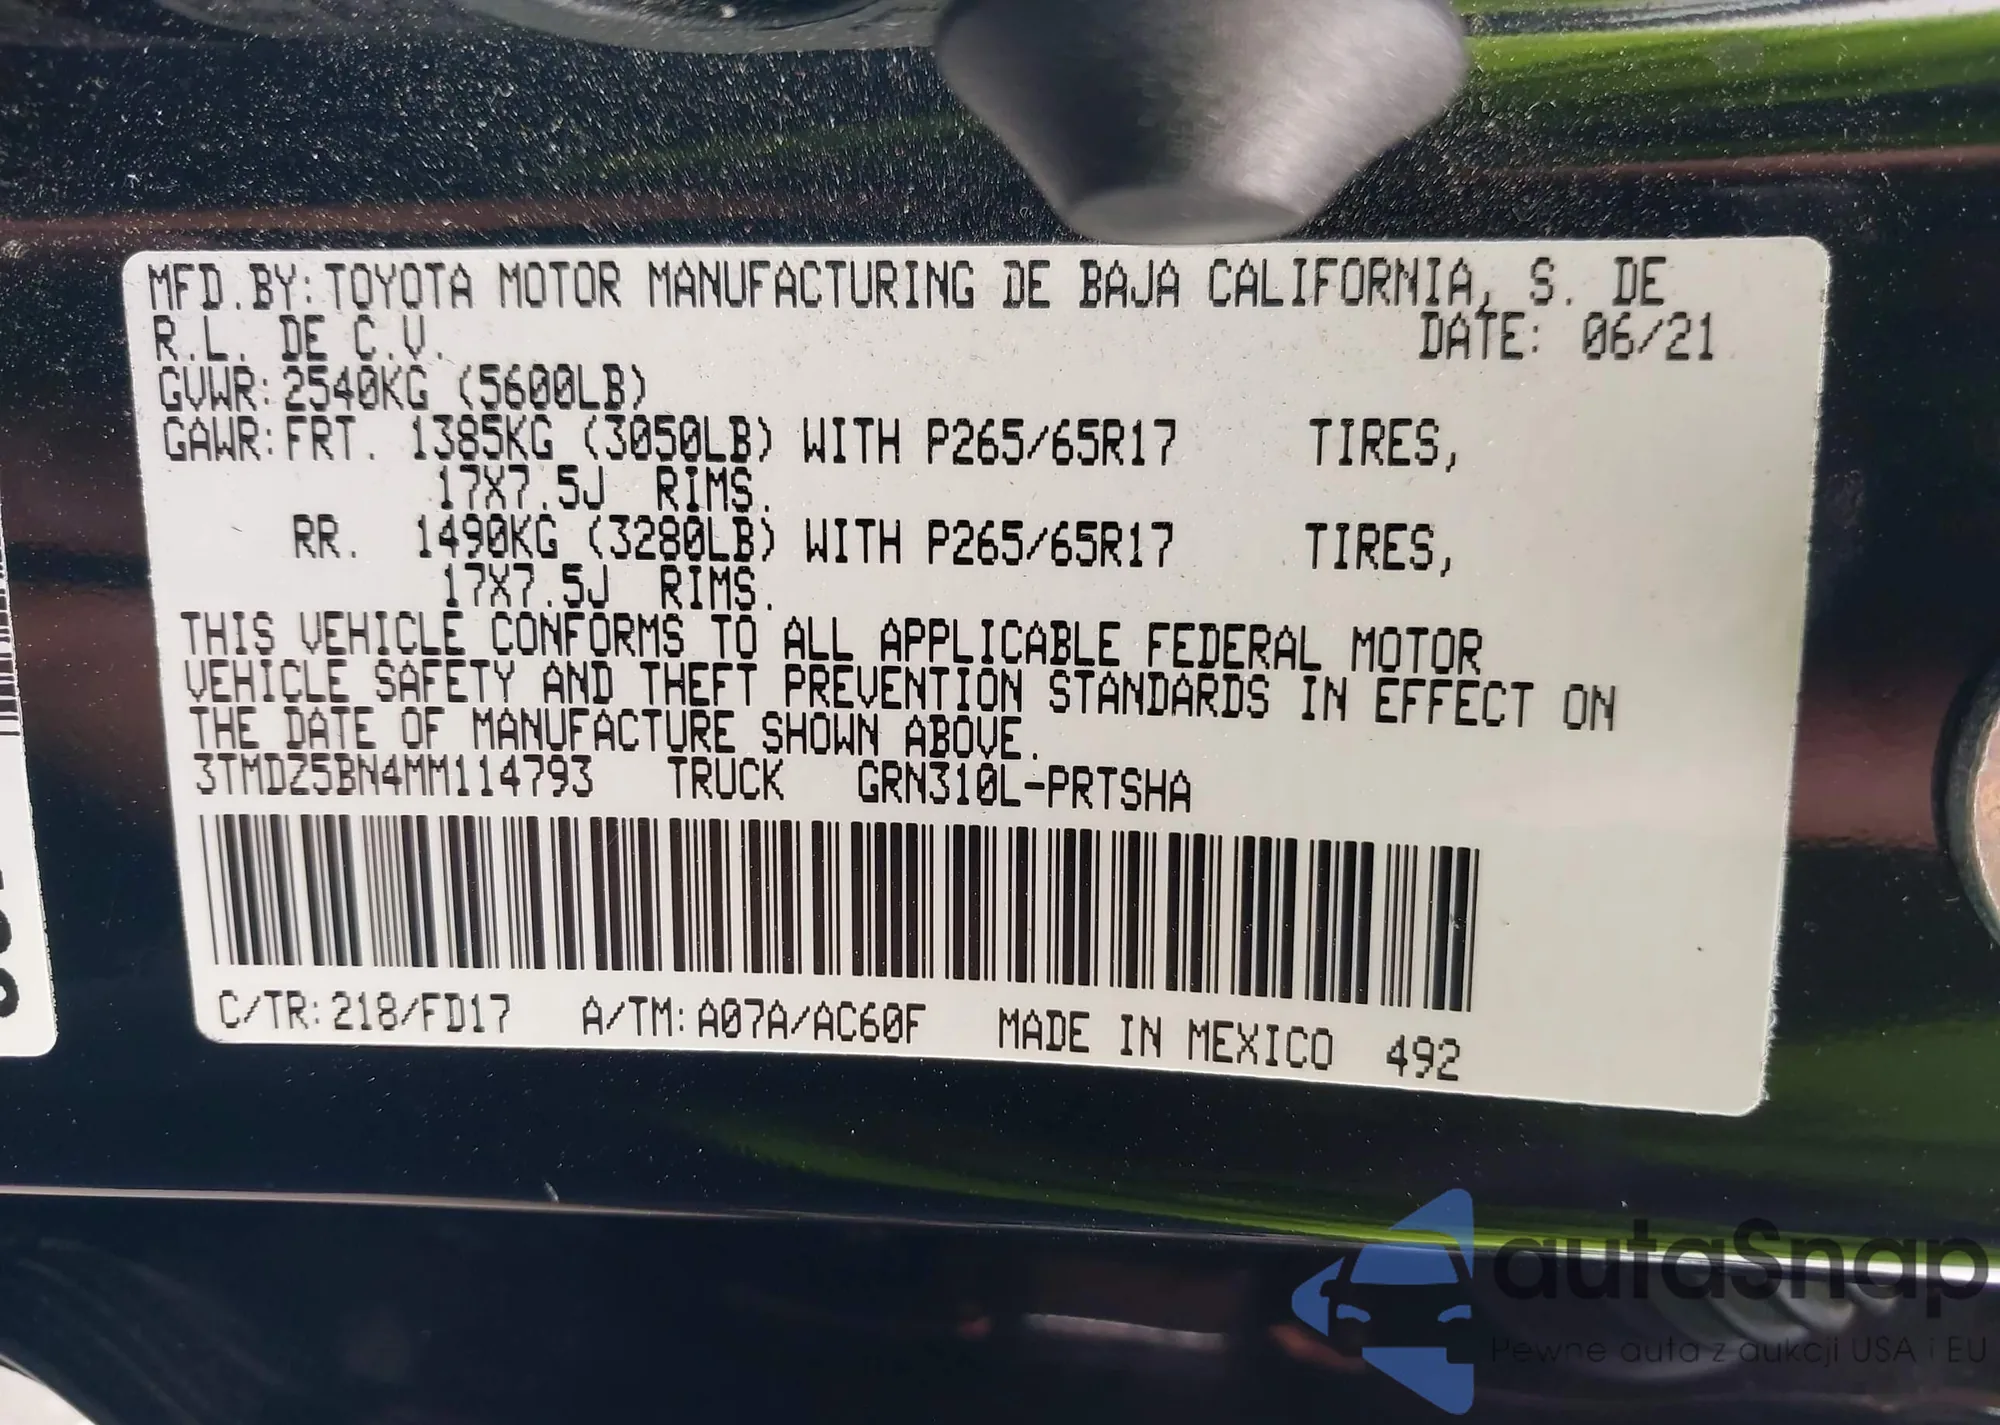 MFD.BY:TOYOTA MOTOR MANUFACTURING DE BAJA CALIFORNIA, S. DE
R.L. DE C.V. DATE: 06/21
GVWR:2540KG (5600LB)
GAWR:FRT. 1385KG (3050LB) WITH P265/65R17 TIRES,
17X7.5J RIMS.
RR. 1490KG (3280LB) WITH P265/65R17 TIRES,
17X7.5J RIMS.
THIS VEHICLE CONFORMS TO ALL APPLICABLE FEDERAL MOTOR
VEHICLE SAFETY AND THEFT PREVENTION STANDARDS IN EFFECT ON
THE DATE OF MANUFACTURE SHOWN ABOVE.
3TMDZ5BN4MM114793 TRUCK GRN310L-PRTSHA
C/TR:218/FD17 A/TM:A07A/AC60F MADE IN MEXICO 492
autaSnap
Pewne auta z aukcji USA i EU